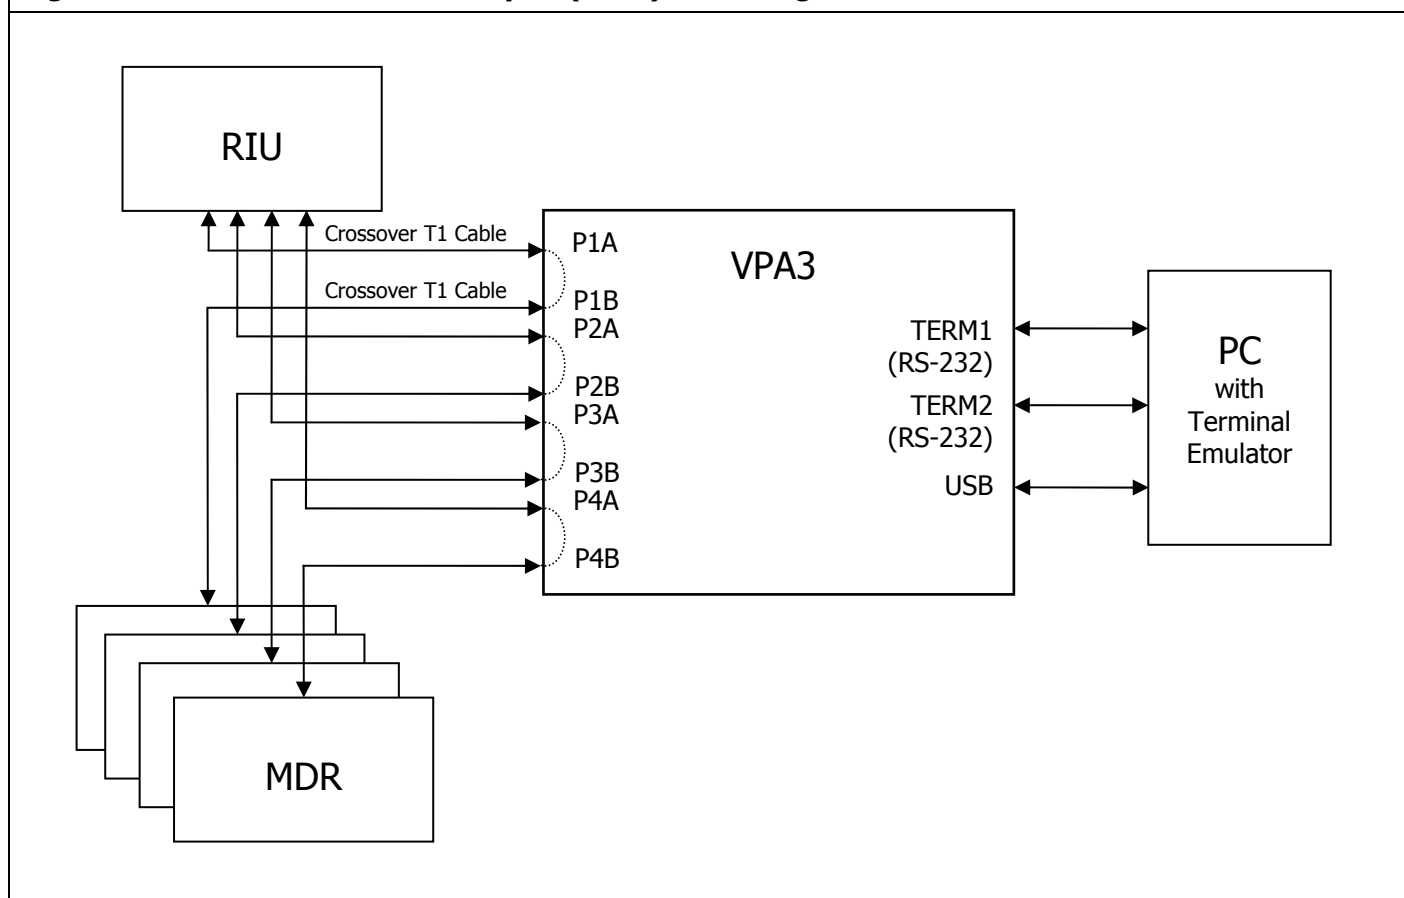 RIU
Crossover T1 Cable
Crossover T1 Cable
P1A
P1B
P2A
P2B
P3A
P3B
P4A
P4B
VPA3
TERM1
(RS-232)
TERM2
(RS-232)
USB
PC
with
Terminal
Emulator
MDR